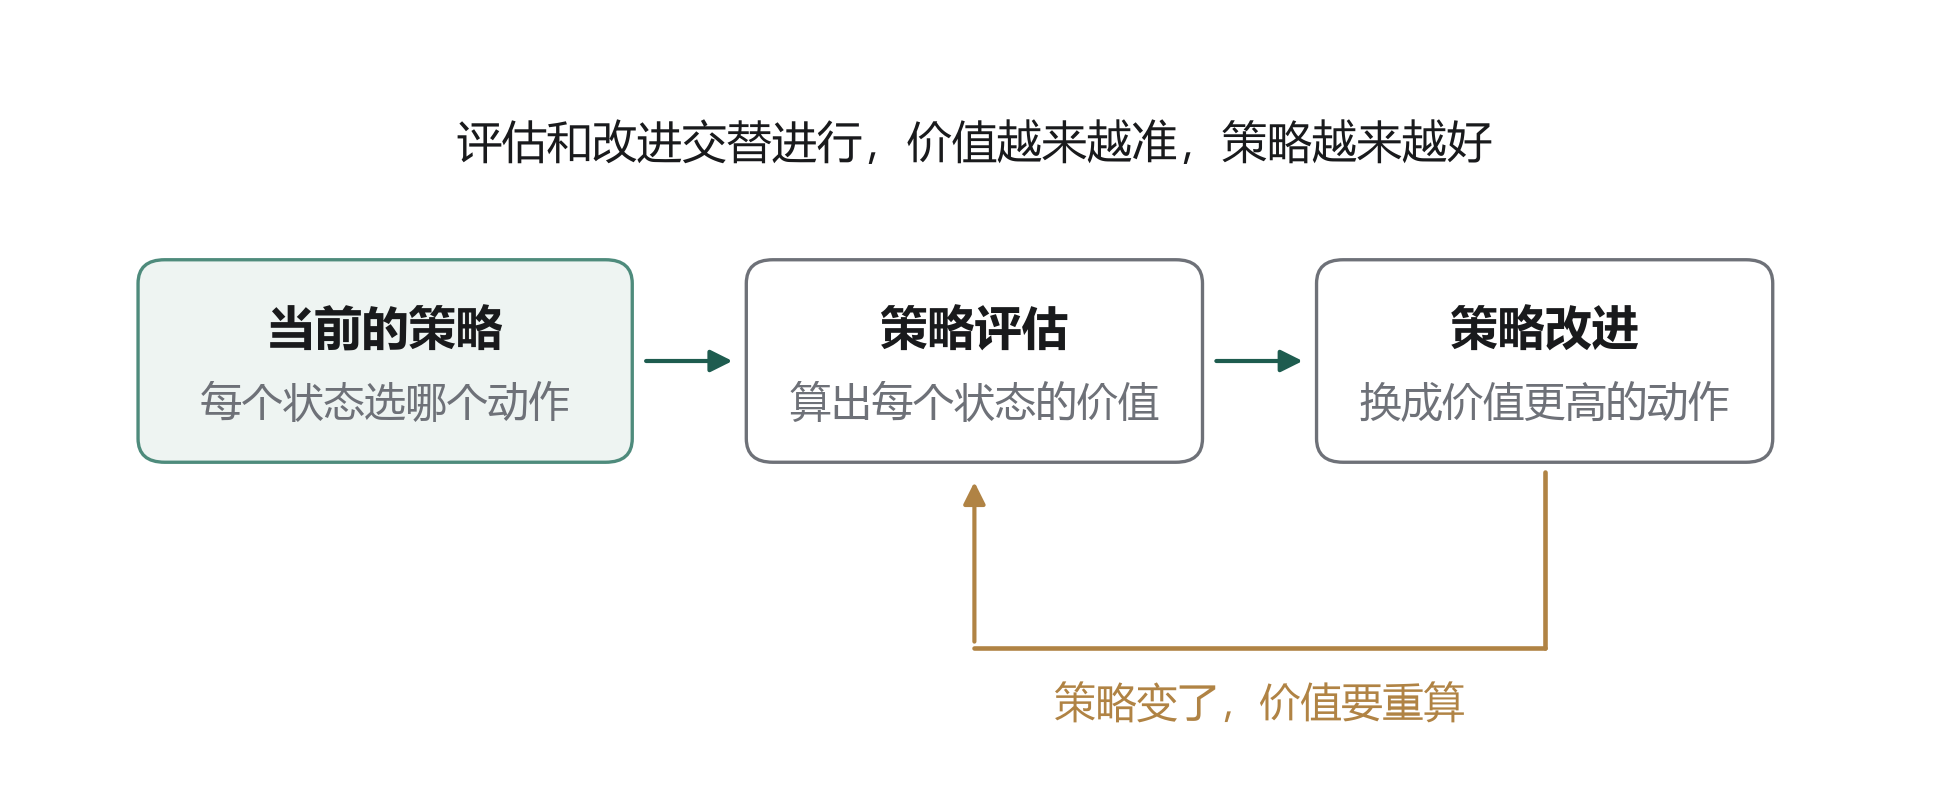 评估和改进交替进行，价值越来越准，策略越来越好
当前的策略
每个状态选哪个动作
策略评估
算出每个状态的价值
策略改进
换成价值更高的动作
策略变了，价值要重算